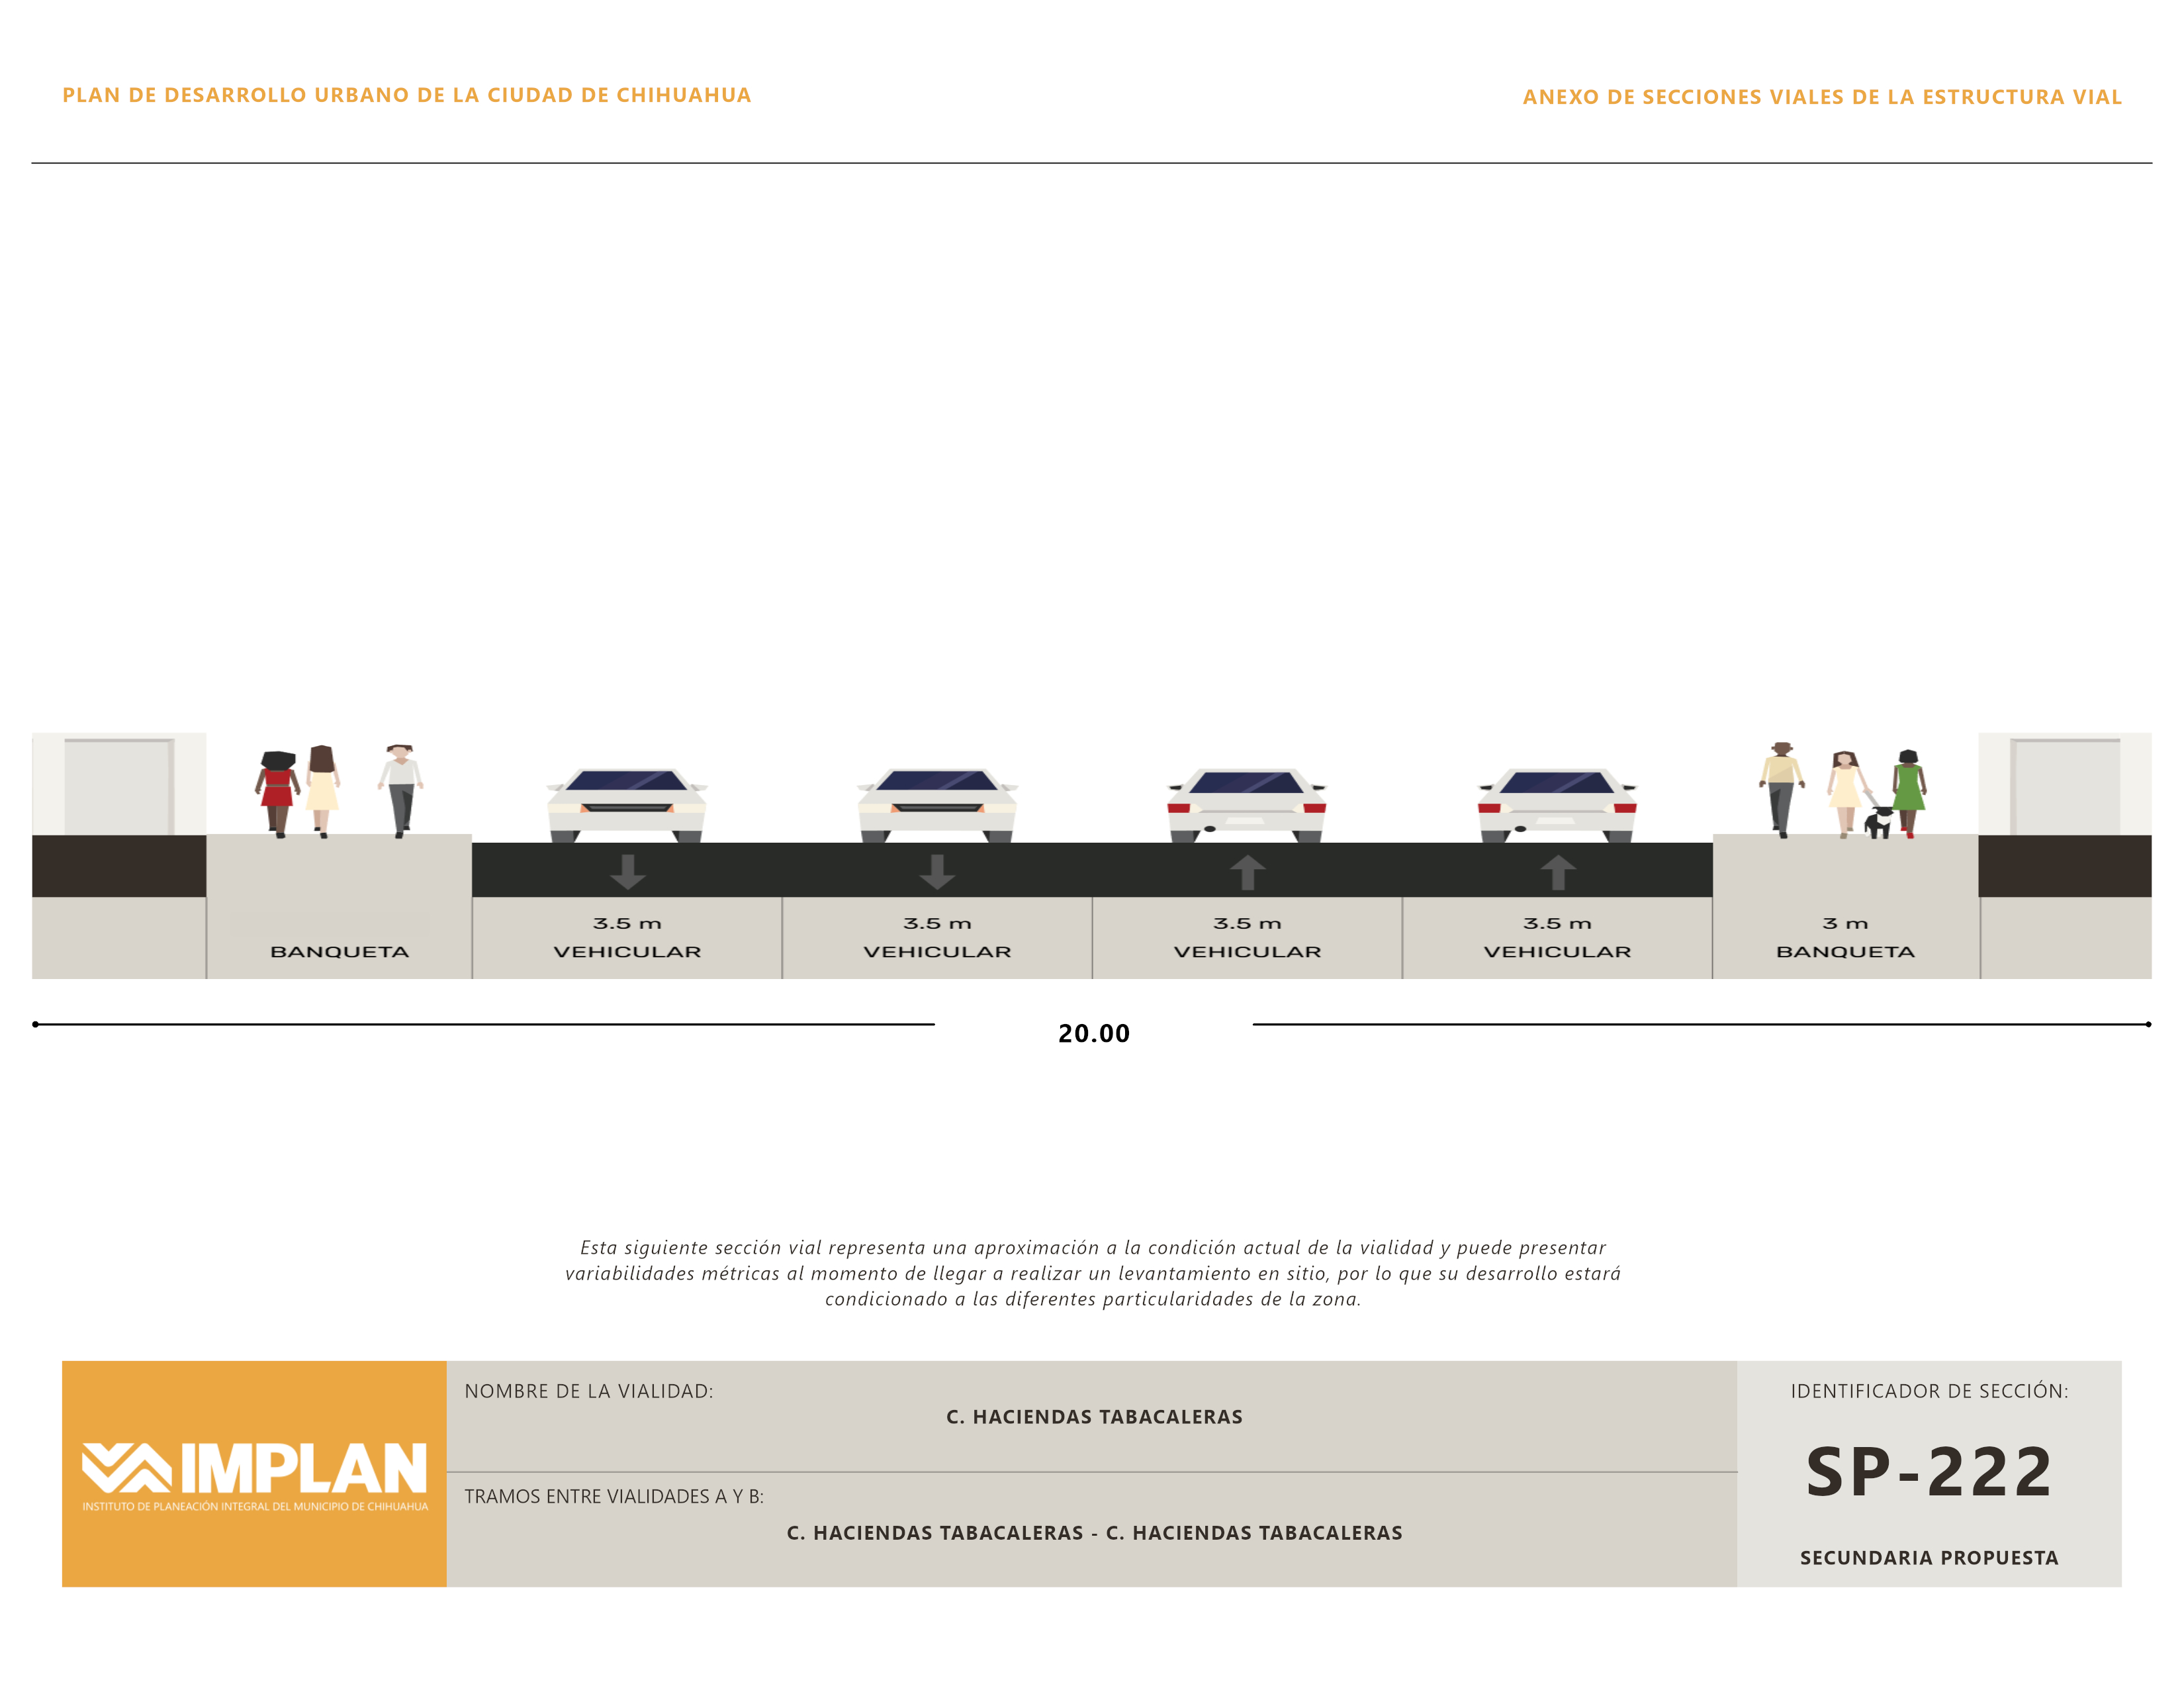 PLAN DE DESARROLLO URBANO DE LA CIUDAD DE CHIHUAHUA
ANEXO DE SECCIONES VIALES DE LA ESTRUCTURA VIAL
BANQUETA
3.5 m
VEHICULAR
3.5 m
VEHICULAR
3.5 m
VEHICULAR
3.5 m
VEHICULAR
3 m
BANQUETA
20.00
Esta siguiente sección vial representa una aproximación a la condición actual de la vialidad y puede presentar
variabilidades métricas al momento de llegar a realizar un levantamiento en sitio, por lo que su desarrollo estará
condicionado a las diferentes particularidades de la zona.
IMPLAN
INSTITUTO DE PLANEACIÓN INTEGRAL DEL MUNICIPIO DE CHIHUAHUA
NOMBRE DE LA VIALIDAD:
C. HACIENDAS TABACALERAS
TRAMOS ENTRE VIALIDADES A Y B:
C. HACIENDAS TABACALERAS - C. HACIENDAS TABACALERAS
IDENTIFICADOR DE SECCIÓN:
SP-222
SECUNDARIA PROPUESTA